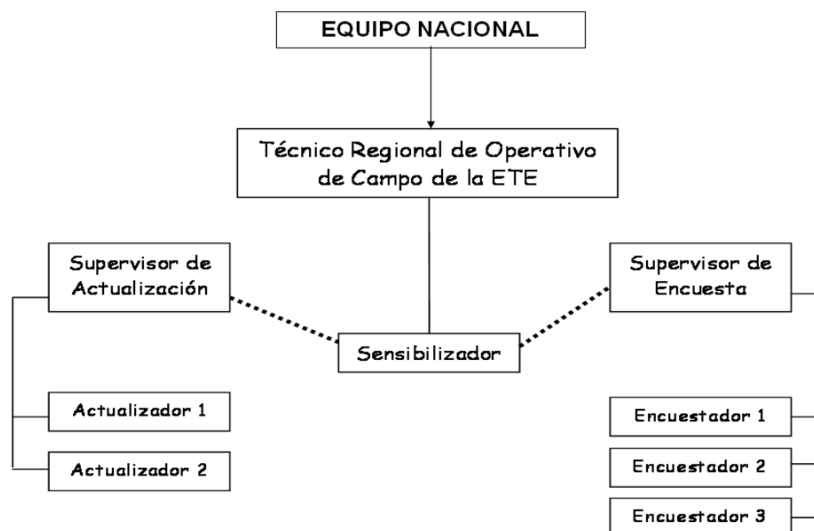 EQUIPO NACIONAL
Técnico Regional de Operativo
de Campo de la ETE
Supervisor de
Actualización
Supervisor de
Encuesta
Sensibilizador
Actualizador 1
Actualizador 2
Encuestador 1
Encuestador 2
Encuestador 3